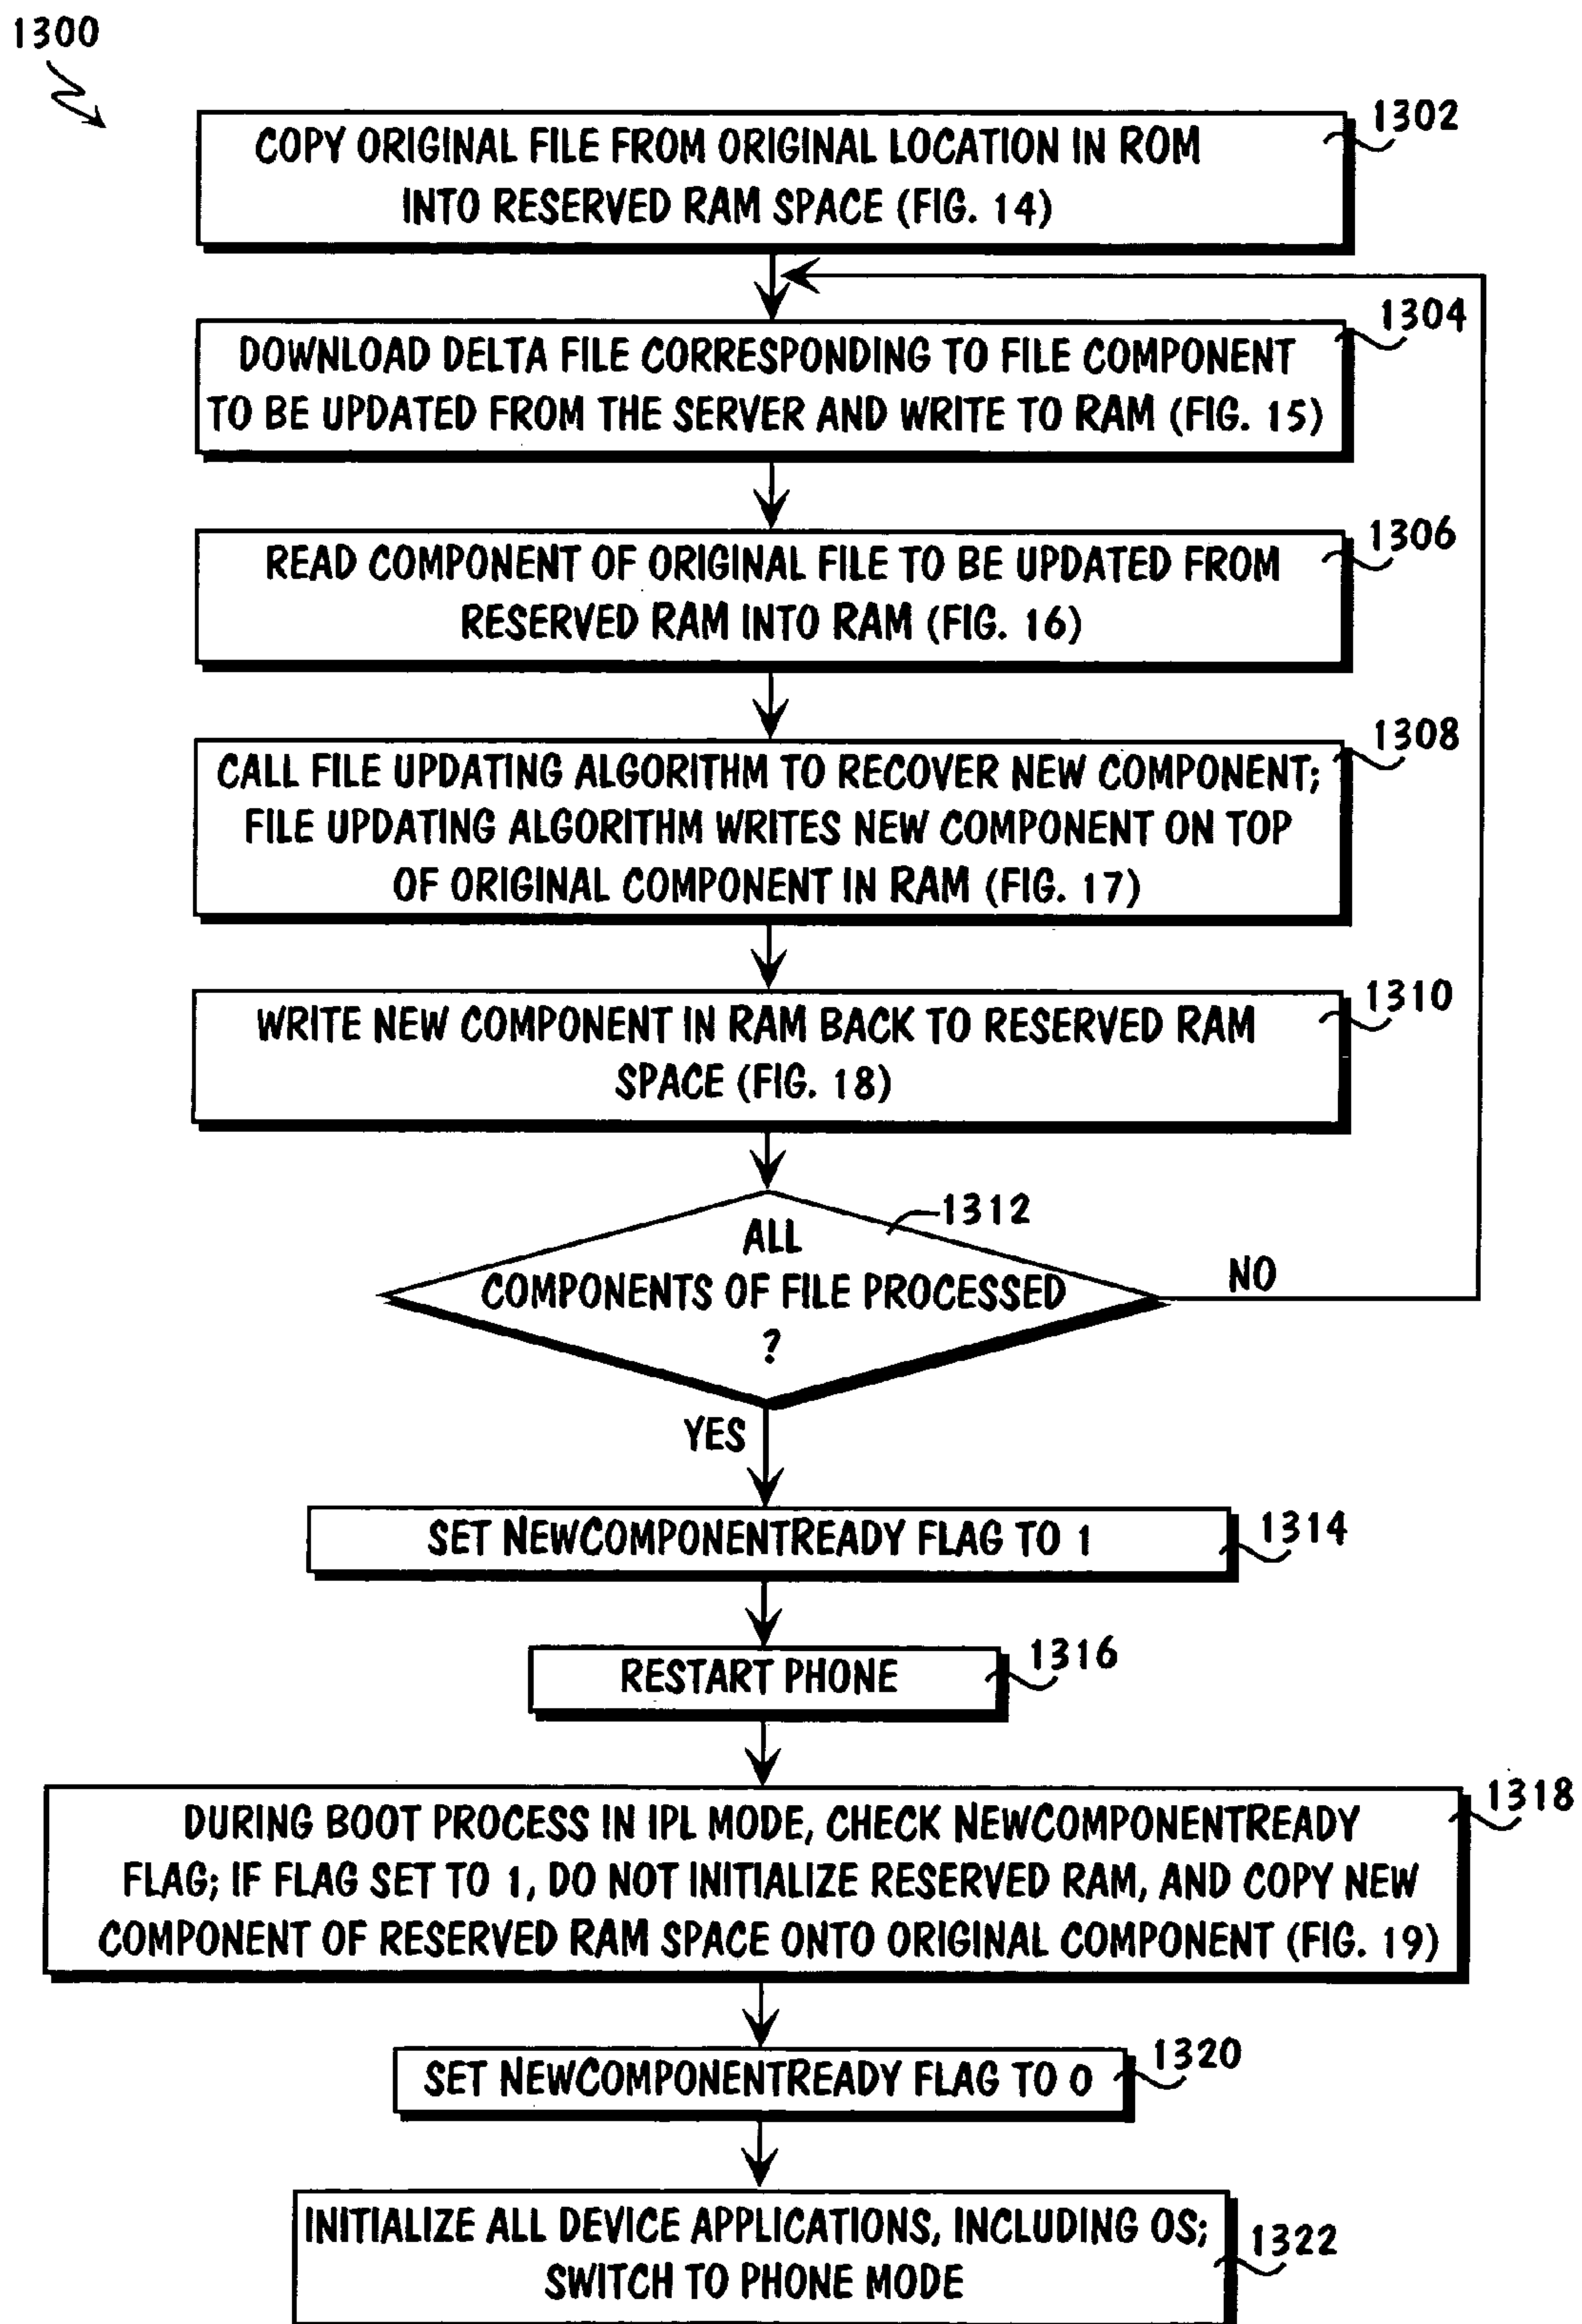 1300
COPY ORIGINAL FILE FROM ORIGINAL LOCATION IN ROM
INTO RESERVED RAM SPACE (FIG. 14)
1302
DOWNLOAD DELTA FILE CORRESPONDING TO FILE COMPONENT
TO BE UPDATED FROM THE SERVER AND WRITE TO RAM (FIG. 15)
1304
READ COMPONENT OF ORIGINAL FILE TO BE UPDATED FROM
RESERVED RAM INTO RAM (FIG. 16)
1306
CALL FILE UPDATING ALGORITHM TO RECOVER NEW COMPONENT;
FILE UPDATING ALGORITHM WRITES NEW COMPONENT ON TOP
OF ORIGINAL COMPONENT IN RAM (FIG. 17)
1308
WRITE NEW COMPONENT IN RAM BACK TO RESERVED RAM
SPACE (FIG. 18)
1310
ALL
COMPONENTS OF FILE PROCESSED
?
1312
NO
YES
SET NEWCOMPONENTREADY FLAG TO 1
1314
RESTART PHONE
1316
DURING BOOT PROCESS IN IPL MODE, CHECK NEWCOMPONENTREADY
FLAG; IF FLAG SET TO 1, DO NOT INITIALIZE RESERVED RAM, AND COPY NEW
COMPONENT OF RESERVED RAM SPACE ONTO ORIGINAL COMPONENT (FIG. 19)
1318
SET NEWCOMPONENTREADY FLAG TO 0
1320
INITIALIZE ALL DEVICE APPLICATIONS, INCLUDING OS;
SWITCH TO PHONE MODE
1322